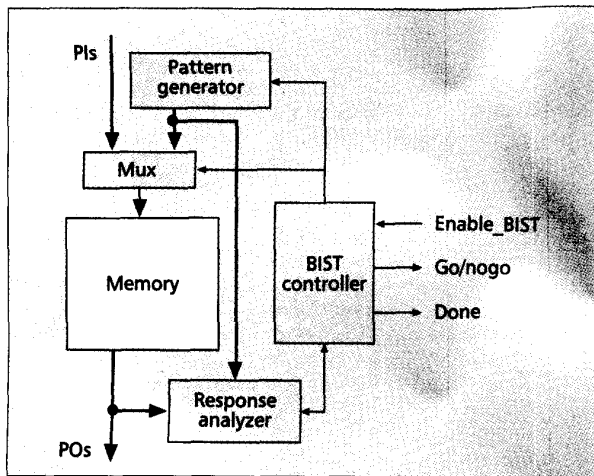 PIs
Pattern
generator
Mux
Memory
BIST
controller
Enable_BIST
Go/nogo
Done
Response
analyzer
POs